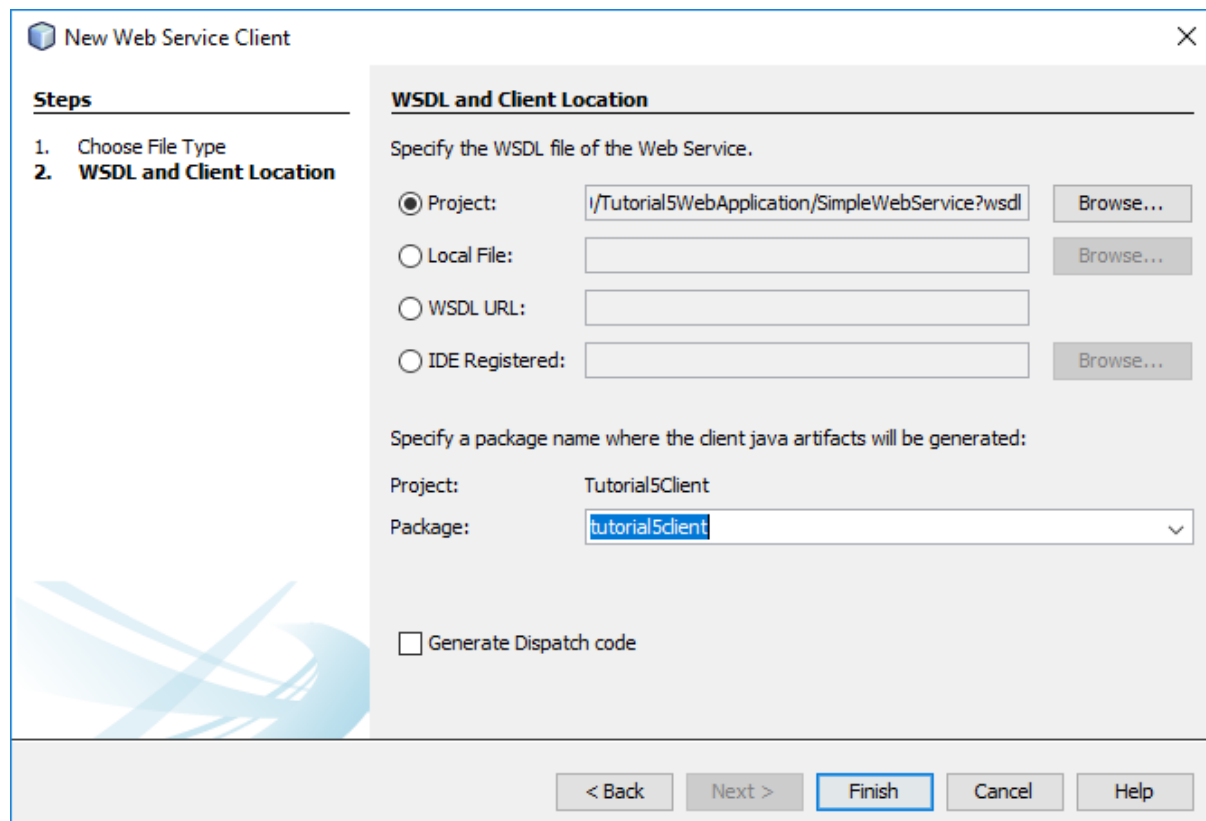 New Web Service Client
Steps
1. Choose File Type
2. WSDL and Client Location
WSDL and Client Location
Specify the WSDL file of the Web Service.
Project: /Tutorial5WebApplication/SimpleWebService?wsdl Browse...
Local File: Browse...
WSDL URL:
IDE Registered: Browse...
Specify a package name where the client java artifacts will be generated:
Project: Tutorial5Client
Package: tutorial5client
Generate Dispatch code
< Back Next > Finish Cancel Help